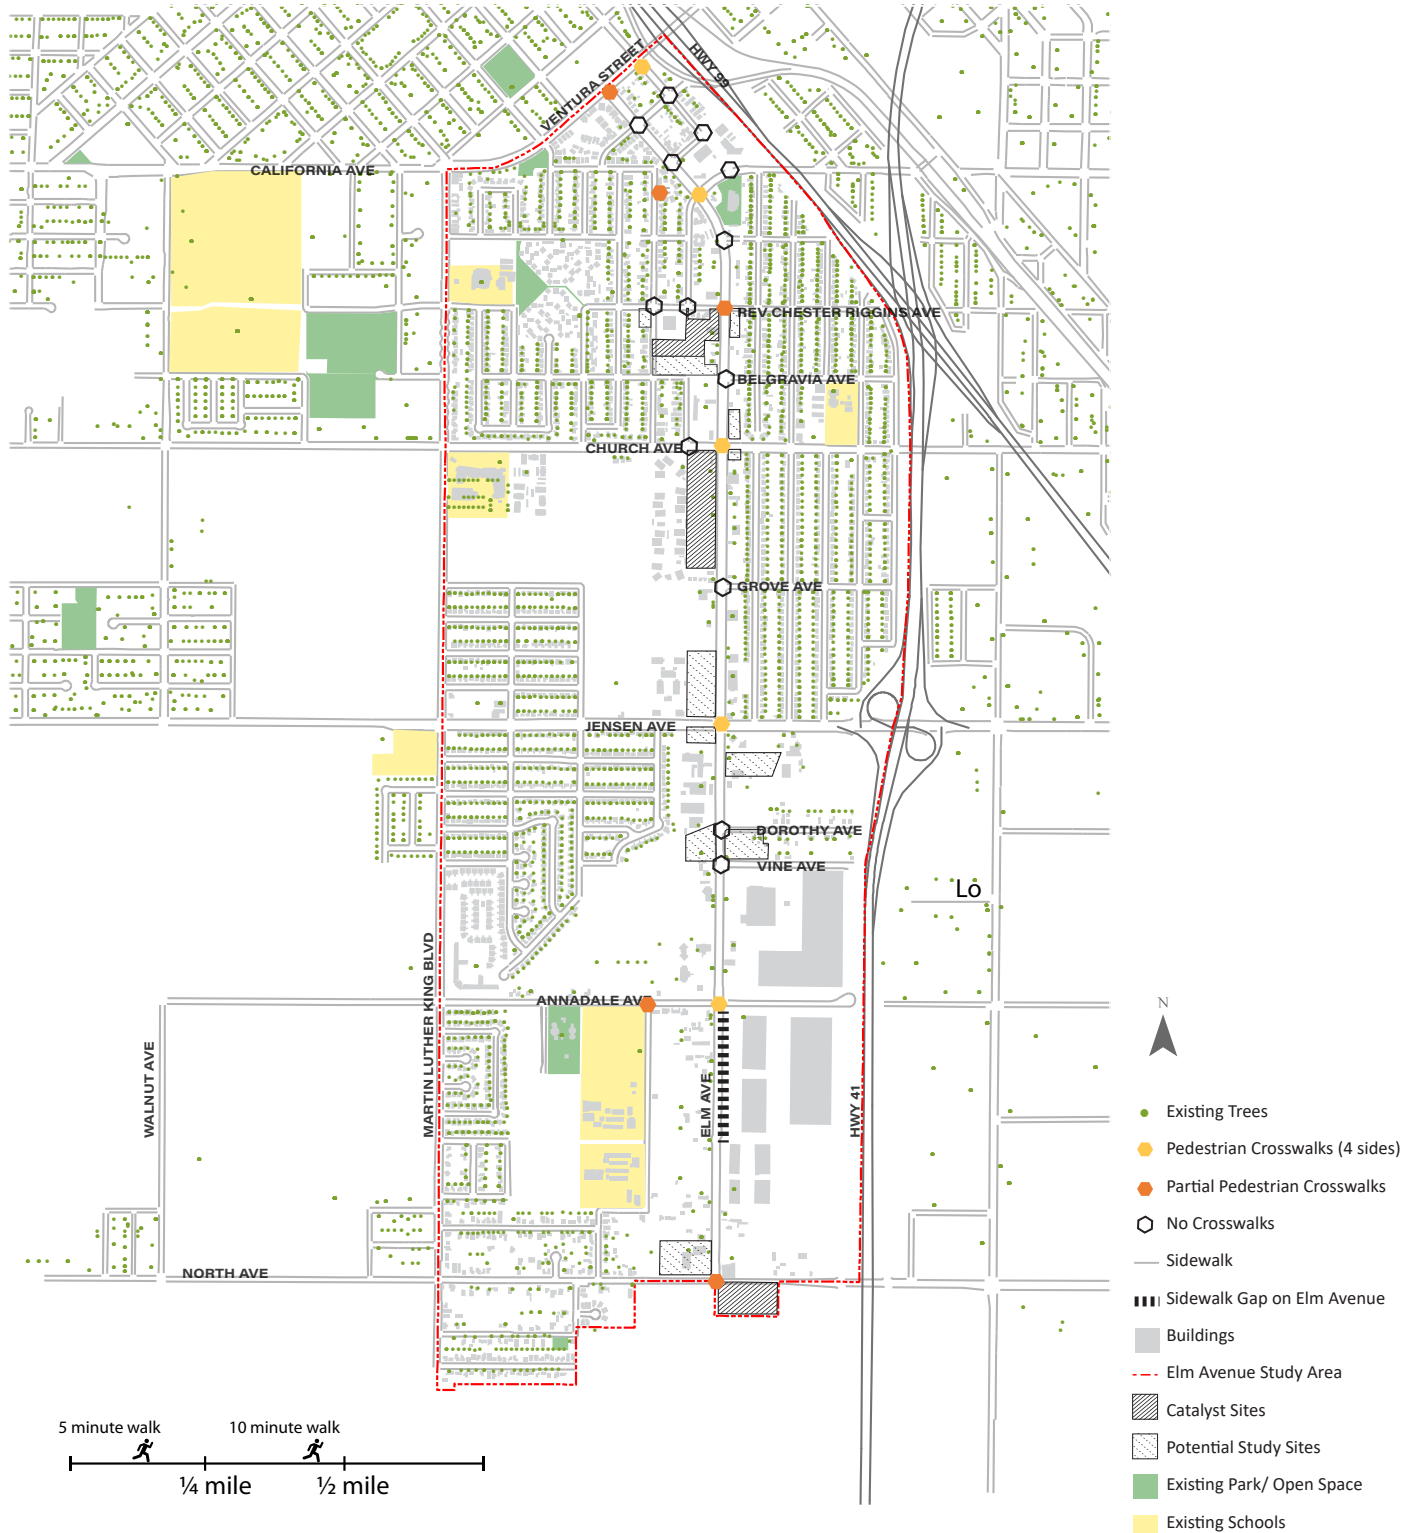 VENTURA STREET
HWY 99
CALIFORNIA AVE
REV CHESTER RIGGINS AVE
BELGRAVIA AVE
CHURCH AVE
GROVE AVE
JENSEN AVE
DOROTHY AVE
VINE AVE
Lo
MARTIN LUTHER KING BLVD
ANNADALE AVE
WALNUT AVE
ELM AVE
HWY 41
NORTH AVE
N
Existing Trees
Pedestrian Crosswalks (4 sides)
Partial Pedestrian Crosswalks
No Crosswalks
Sidewalk
Sidewalk Gap on Elm Avenue
Buildings
Elm Avenue Study Area
Catalyst Sites
Potential Study Sites
Existing Park/ Open Space
Existing Schools
5 minute walk
10 minute walk
¼ mile
½ mile